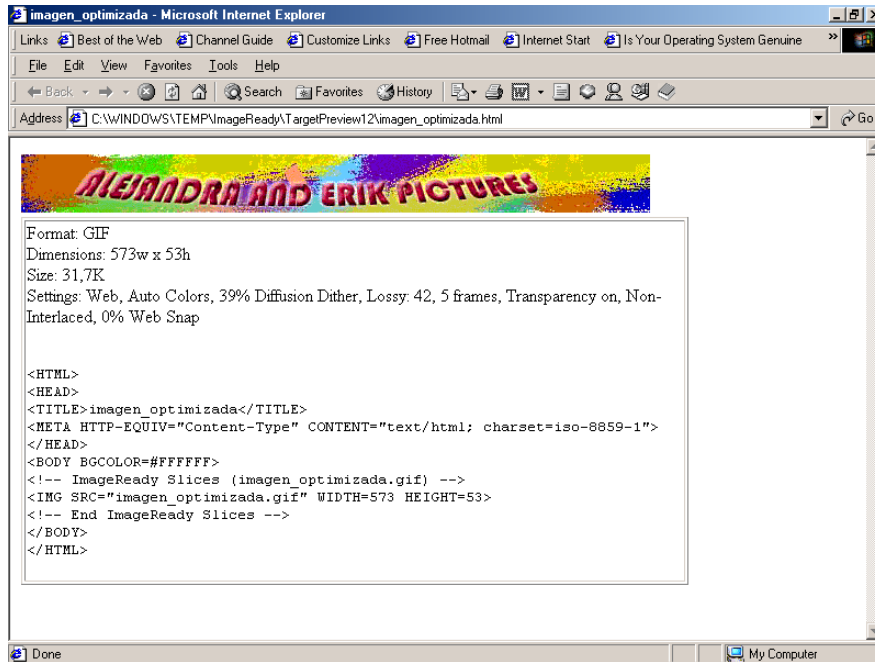 imagen_optimizada - Microsoft Internet Explorer
Links Best of the Web Channel Guide Customize Links Free Hotmail Internet Start Is Your Operating System Genuine »
File Edit View Favorites Tools Help
Back Search Favorites History
Address C:\WINDOWS\TEMP\ImageReady\TargetPreview12\imagen_optimizada.html Go
ALEJANDRA AND ERIK PICTURES
Format: GIF
Dimensions: 573w x 53h
Size: 31,7K
Settings: Web, Auto Colors, 39% Diffusion Dither, Lossy: 42, 5 frames, Transparency on, Non-
Interlaced, 0% Web Snap
<HTML>
<HEAD>
<TITLE>imagen_optimizada</TITLE>
<META HTTP-EQUIV="Content-Type" CONTENT="text/html; charset=iso-8859-1">
</HEAD>
<BODY BGCOLOR=#FFFFFF>
<!-- ImageReady Slices (imagen_optimizada.gif) -->
<IMG SRC="imagen_optimizada.gif" WIDTH=573 HEIGHT=53>
<!-- End ImageReady Slices -->
</BODY>
</HTML>
Done My Computer